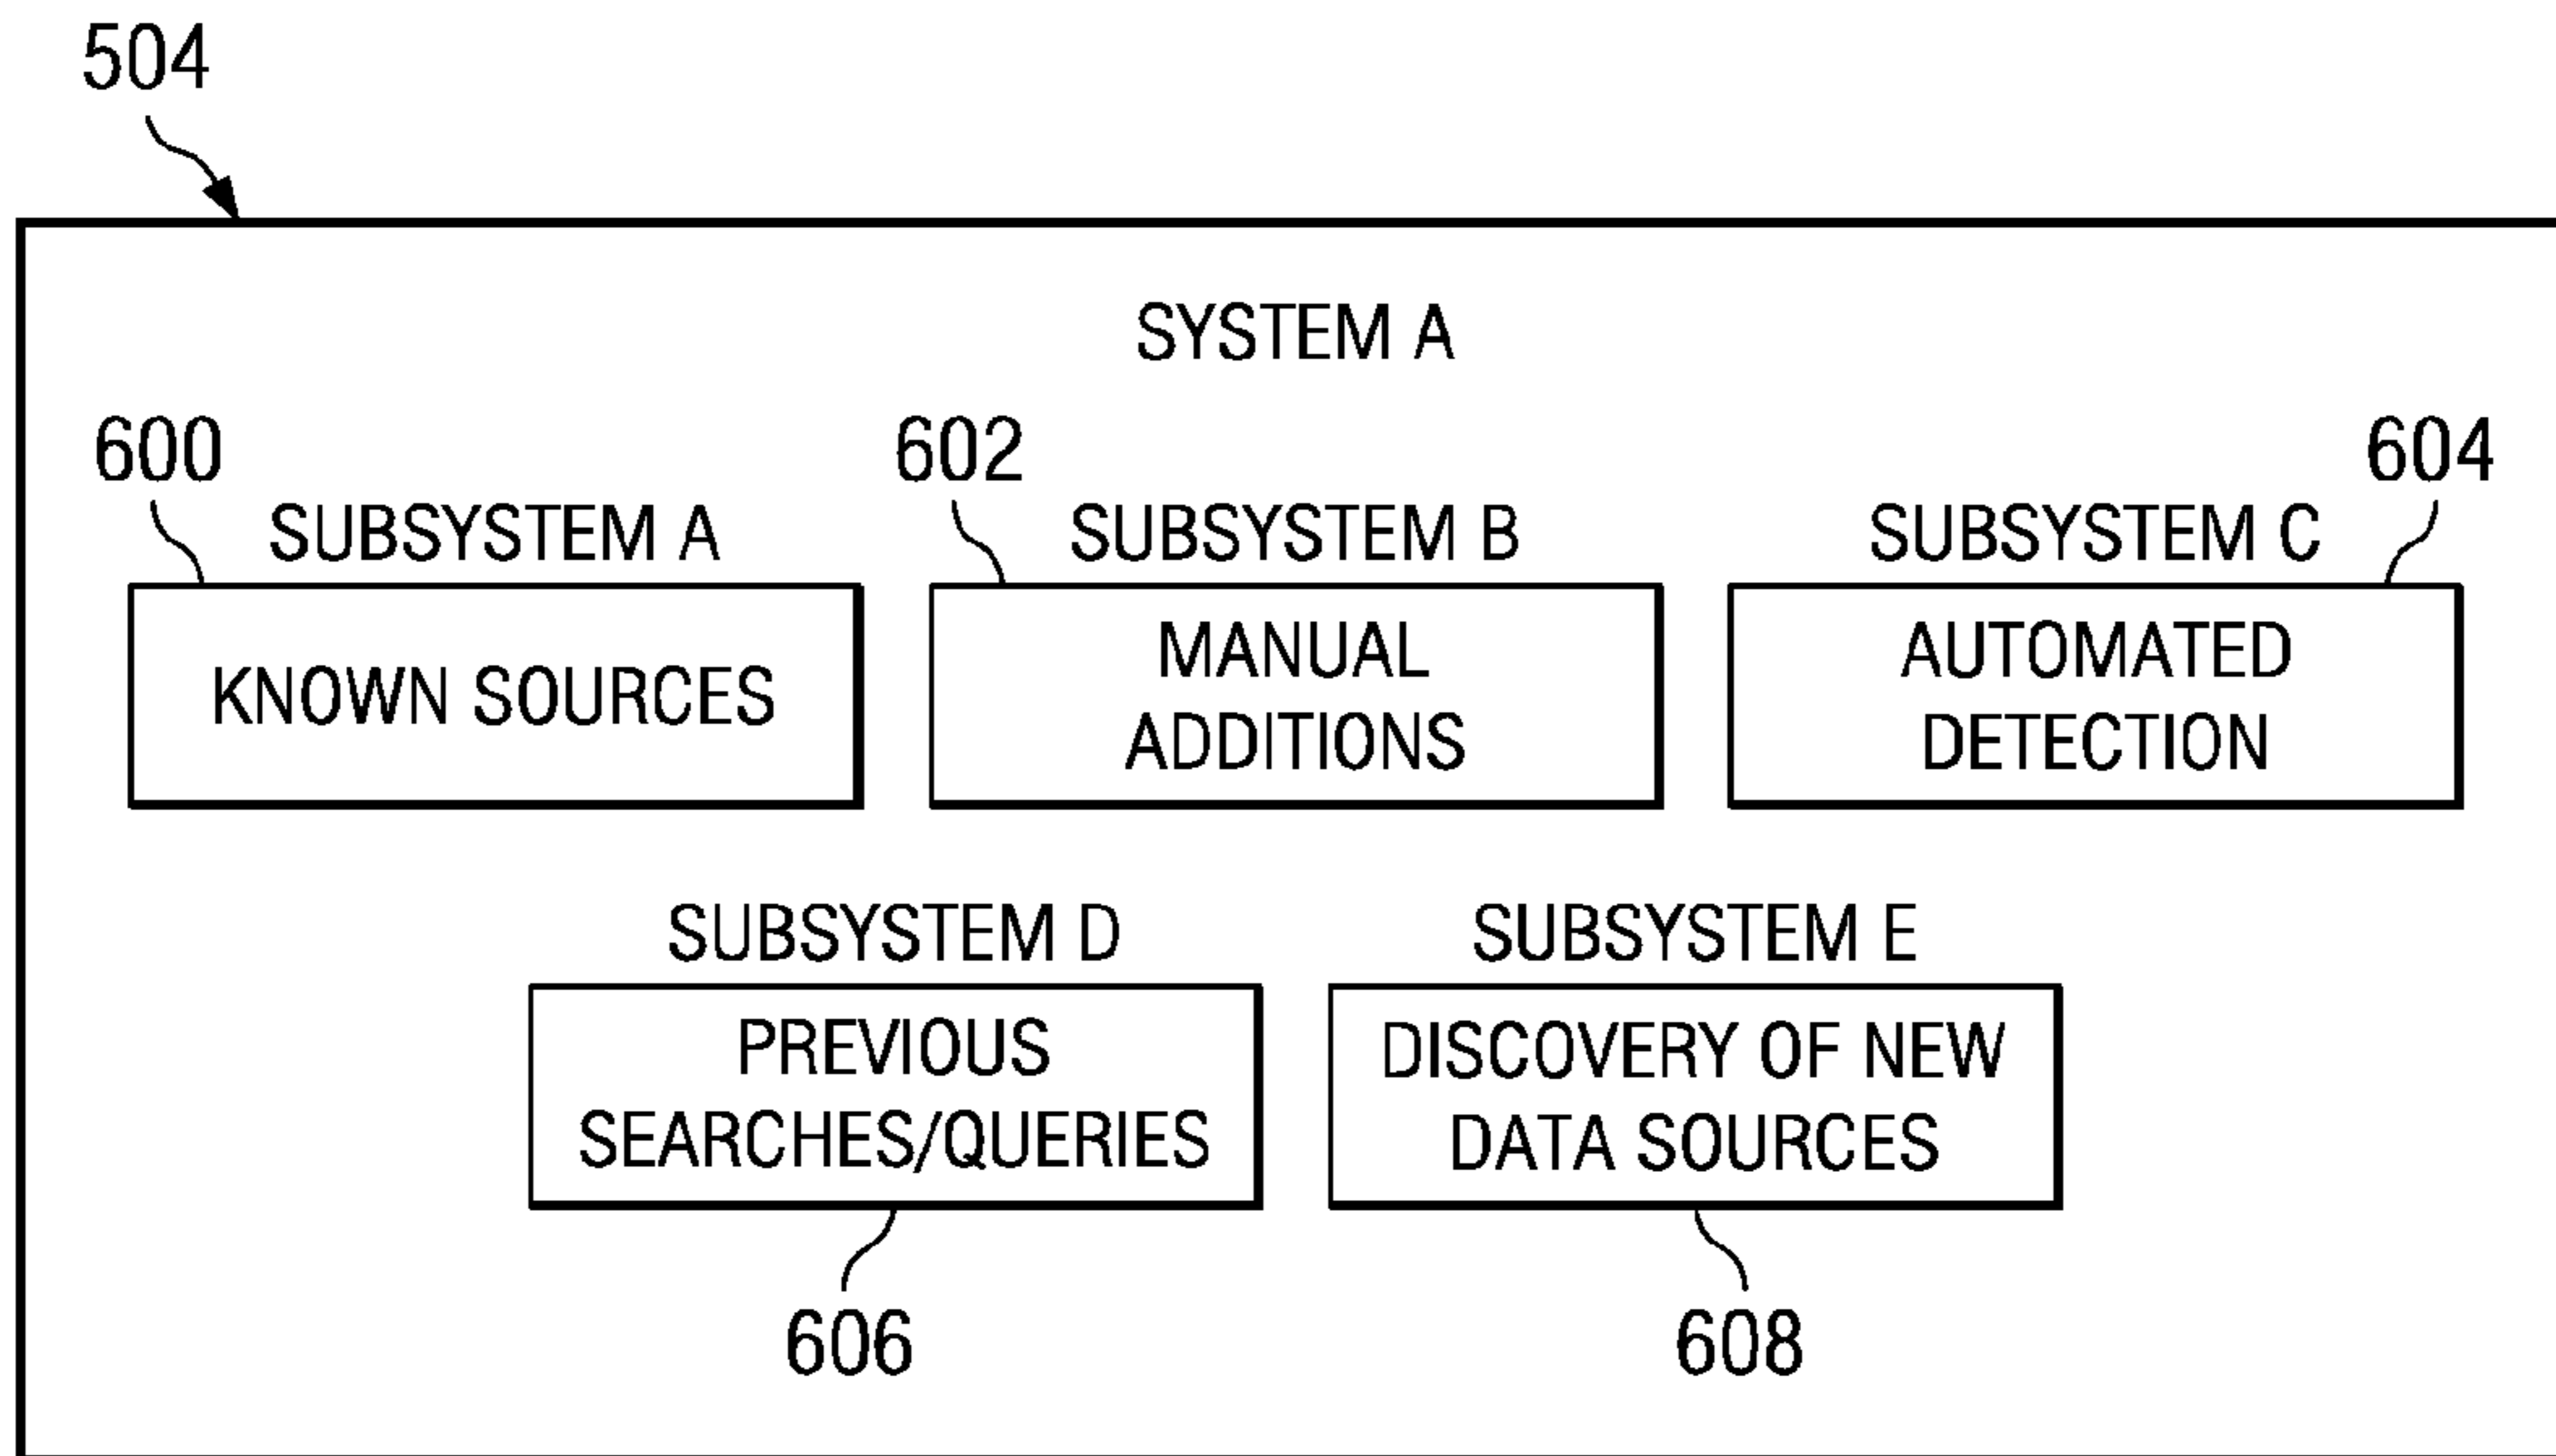 504
SYSTEM A
600
602
604
SUBSYSTEM A
SUBSYSTEM B
SUBSYSTEM C
KNOWN SOURCES
MANUAL
ADDITIONS
AUTOMATED
DETECTION
SUBSYSTEM D
SUBSYSTEM E
PREVIOUS
SEARCHES/QUERIES
DISCOVERY OF NEW
DATA SOURCES
606
608